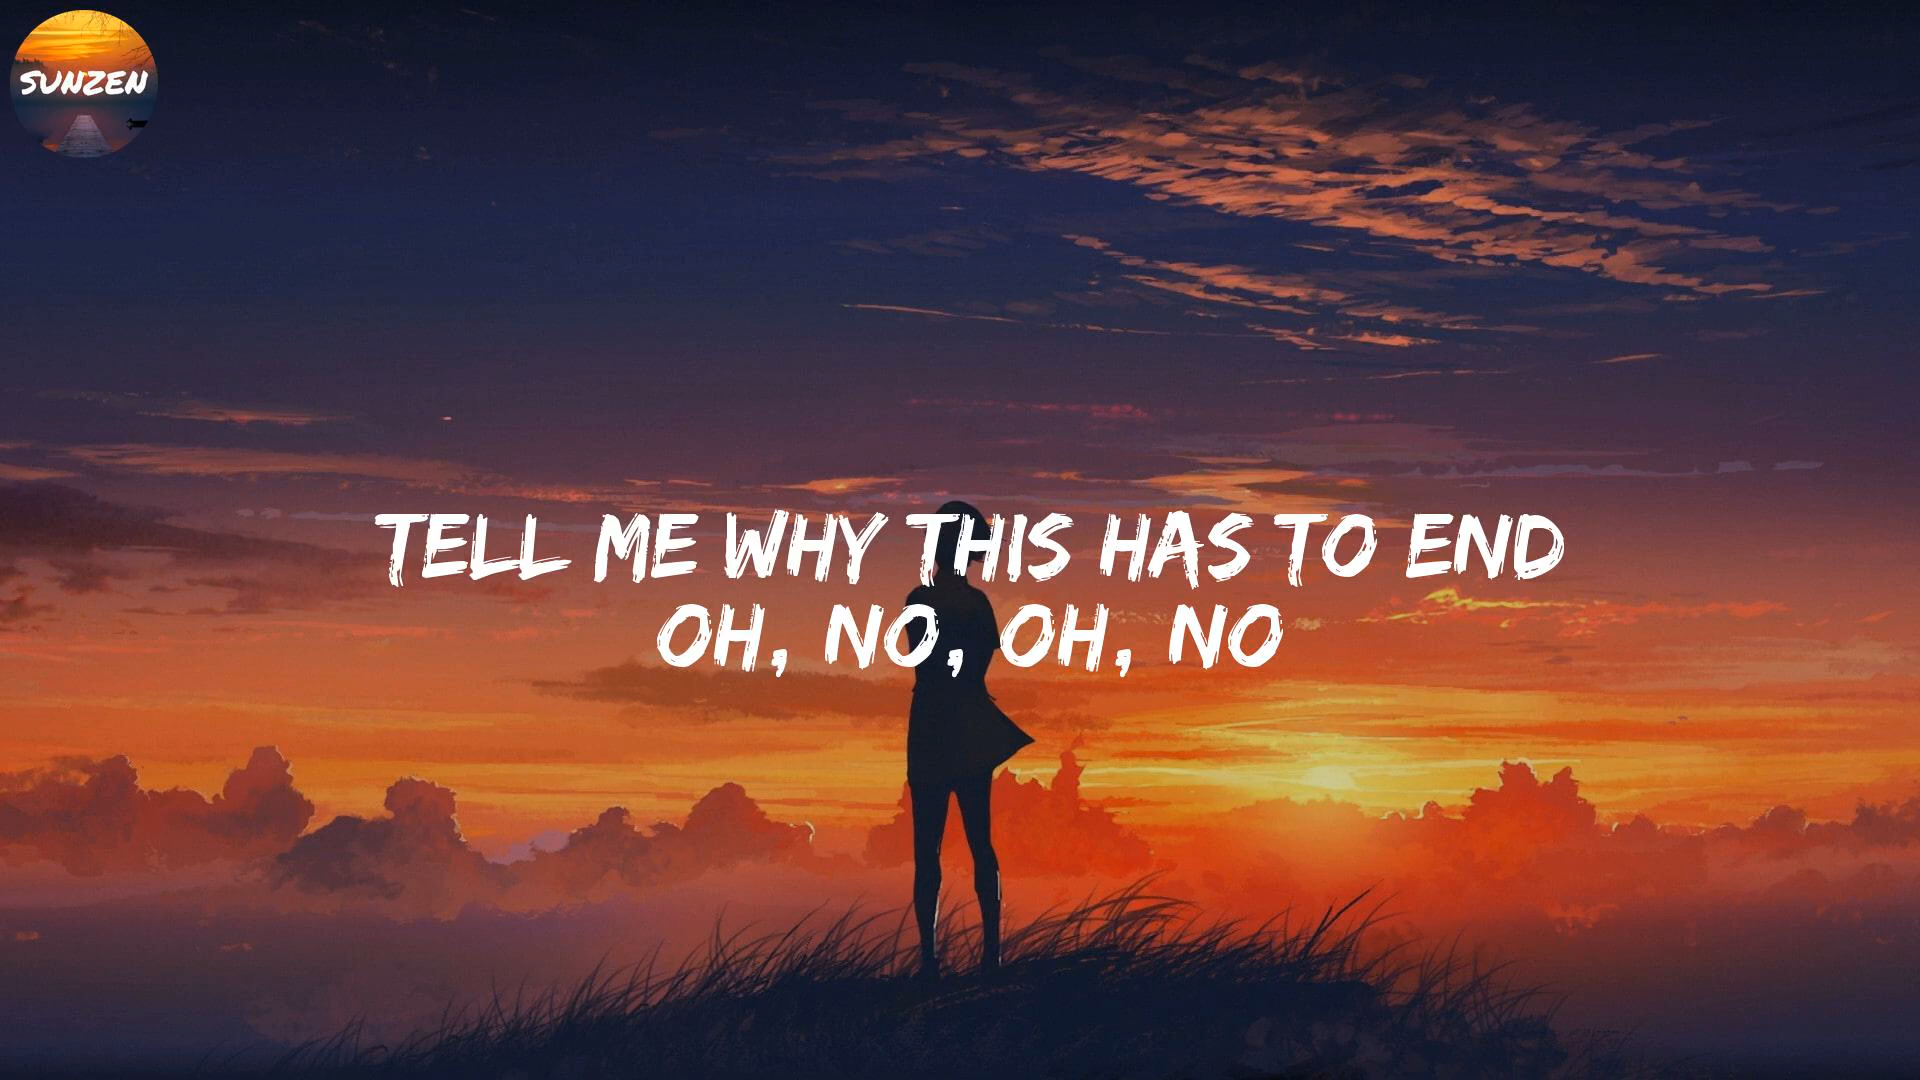 SUNZEN
TELL ME WHY THIS HAS TO END
OH, NO, OH, NO